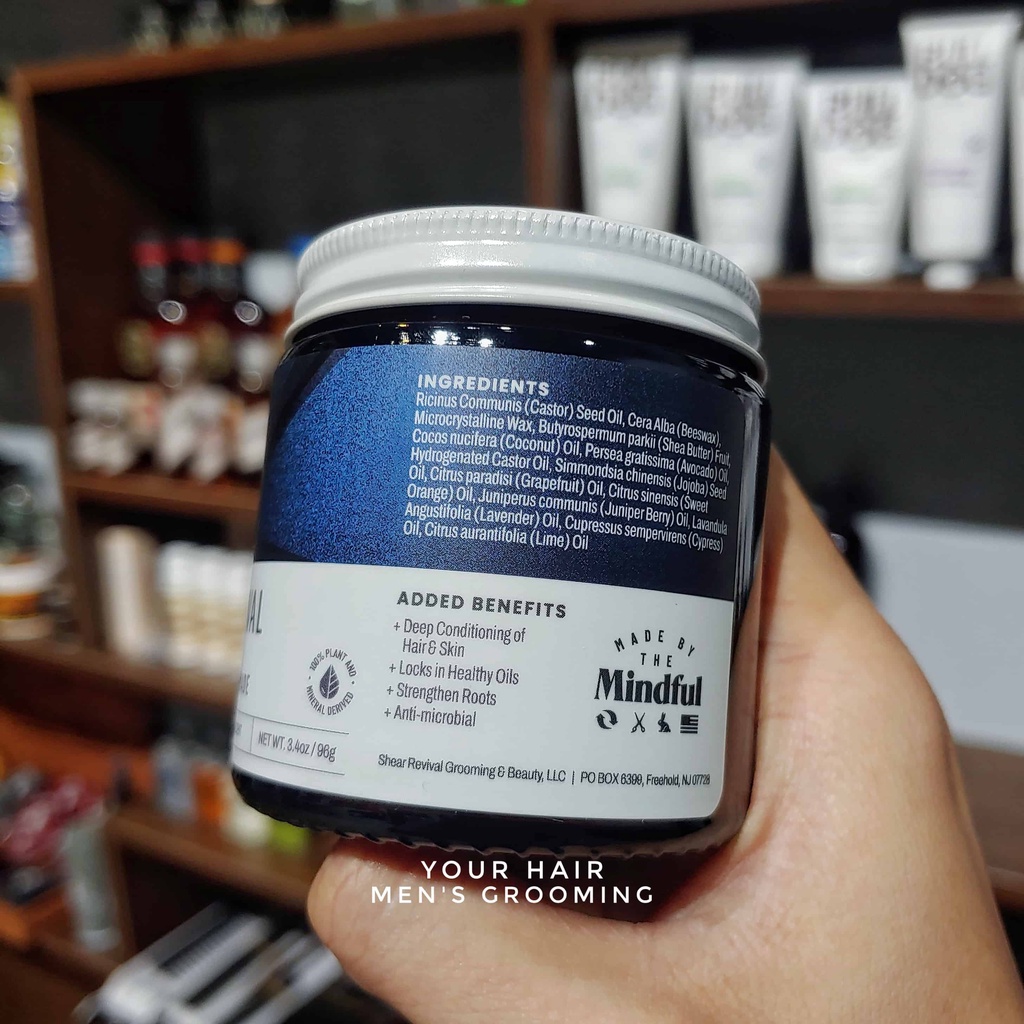 INGREDIENTS
Ricinus Communis (Castor) Seed Oil, Cera Alba (Beeswax),
Microcrystalline Wax, Butyrospermum parkii (Shea Butter) Fruit,
Cocos nucifera (Coconut) Oil, Persea gratissima (Avocado) Oil,
Hydrogenated Castor Oil, Simmondsia chinensis (Jojoba) Seed
Oil, Citrus paradisi (Grapefruit) Oil, Citrus sinensis (Sweet
Orange) Oil, Juniperus communis (Juniper Berry) Oil, Lavandula
Angustifolia (Lavender) Oil, Cupressus sempervirens (Cypress)
Oil, Citrus aurantifolia (Lime) Oil
ADDED BENEFITS
+ Deep Conditioning of
Hair & Skin
+ Locks in Healthy Oils
+ Strengthen Roots
+ Anti-microbial
100% PLANT AND
MINERAL DERIVED
NET WT. 3.4oz / 96g
MADE BY
THE
Mindful
Shear Revival Grooming & Beauty, LLC | PO BOX 6399, Freehold, NJ 07728
YOUR HAIR
MEN'S GROOMING